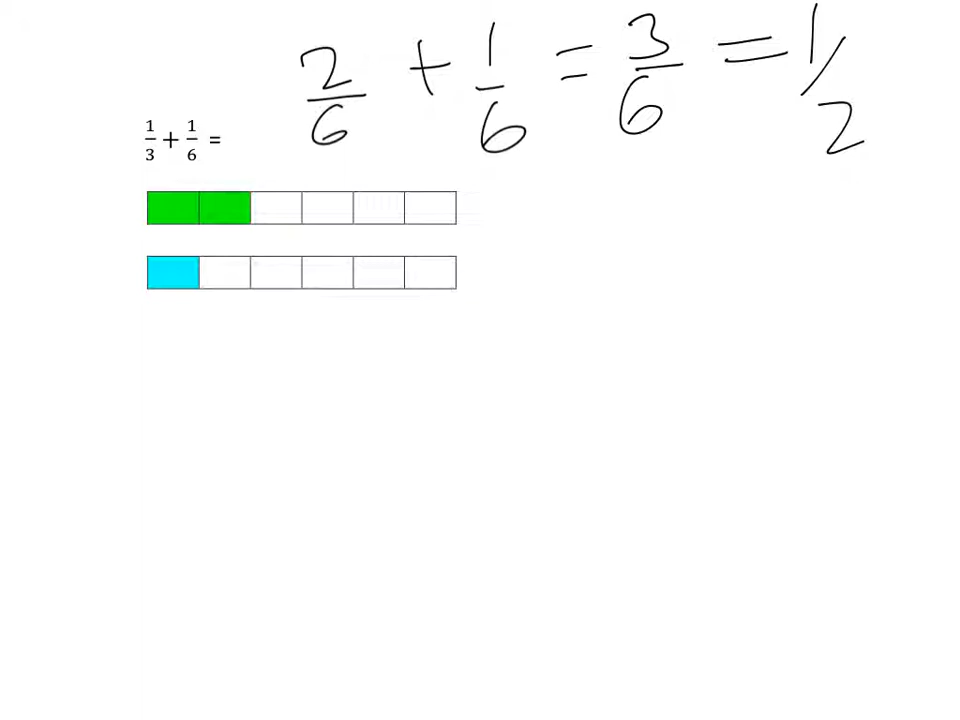 2/6 + 1/6 = 3/6 = 1/2
1/3 + 1/6 =